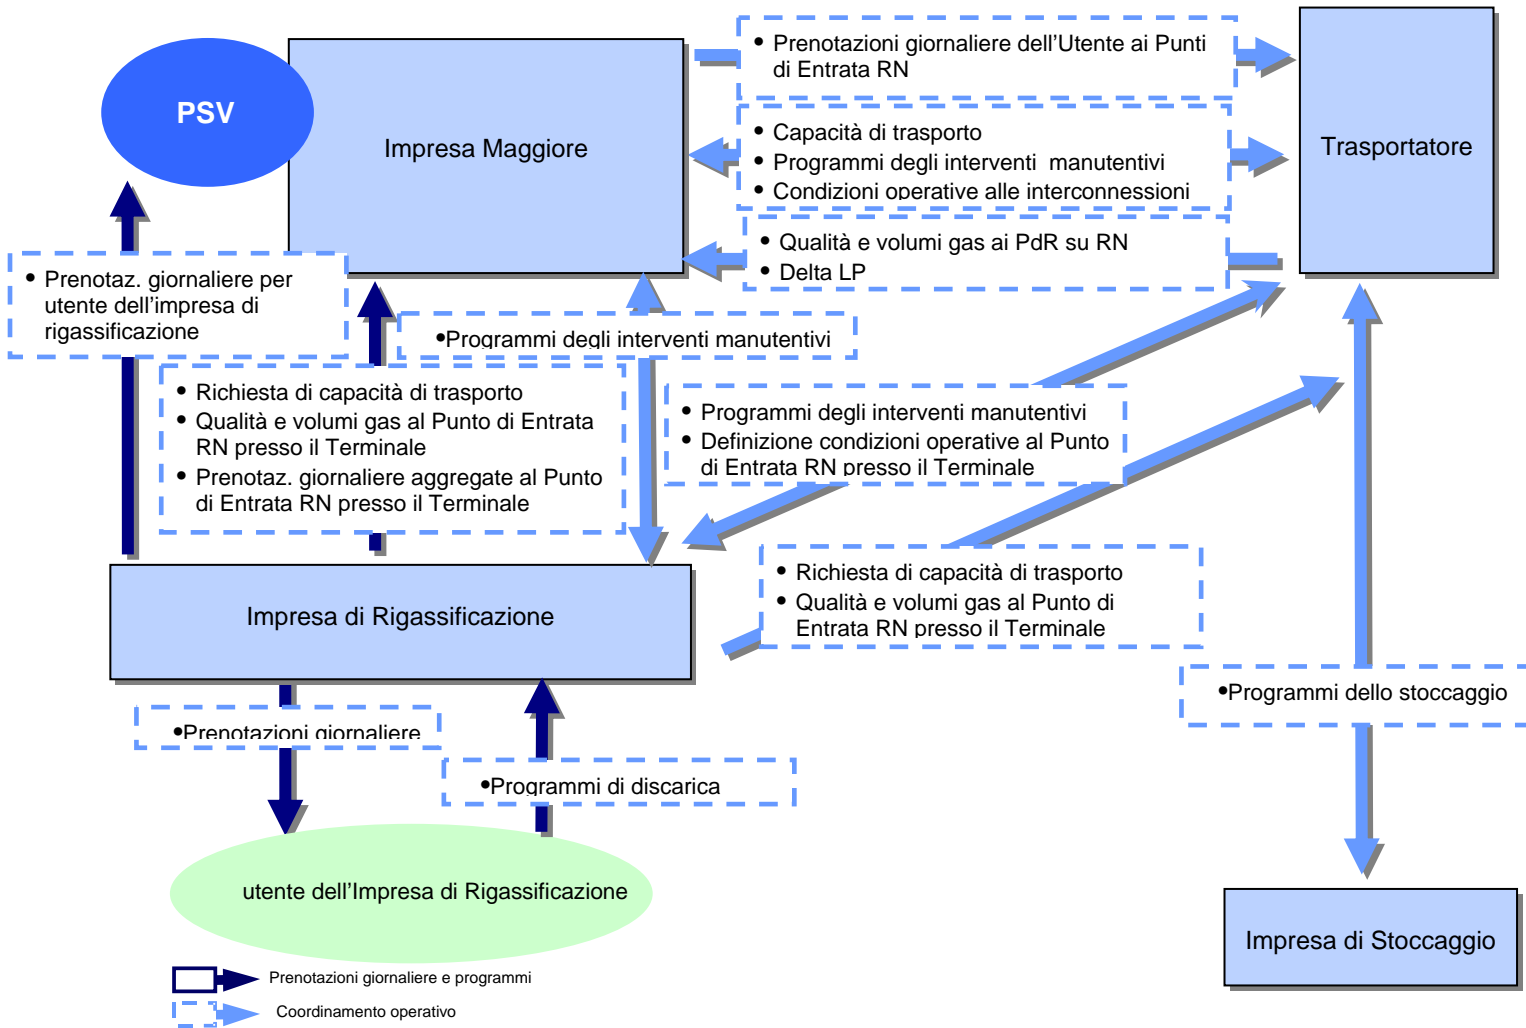 PSV
Impresa Maggiore
• Prenotazioni giornaliere dell'Utente ai Punti
di Entrata RN
• Capacità di trasporto
• Programmi degli interventi manutentivi
• Condizioni operative alle interconnessioni
• Qualità e volumi gas ai PdR su RN
• Delta LP
Trasportatore
• Prenotaz. giornaliere per
utente dell'impresa di
rigassificazione
•Programmi degli interventi manutentivi
• Richiesta di capacità di trasporto
• Qualità e volumi gas al Punto di Entrata
RN presso il Terminale
• Prenotaz. giornaliere aggregate al Punto
di Entrata RN presso il Terminale
• Programmi degli interventi manutentivi
• Definizione condizioni operative al Punto
di Entrata RN presso il Terminale
Impresa di Rigassificazione
• Richiesta di capacità di trasporto
• Qualità e volumi gas al Punto di
Entrata RN presso il Terminale
•Programmi dello stoccaggio
•Prenotazioni giornaliere
•Programmi di discarica
utente dell'Impresa di Rigassificazione
Impresa di Stoccaggio
Prenotazioni giornaliere e programmi
Coordinamento operativo